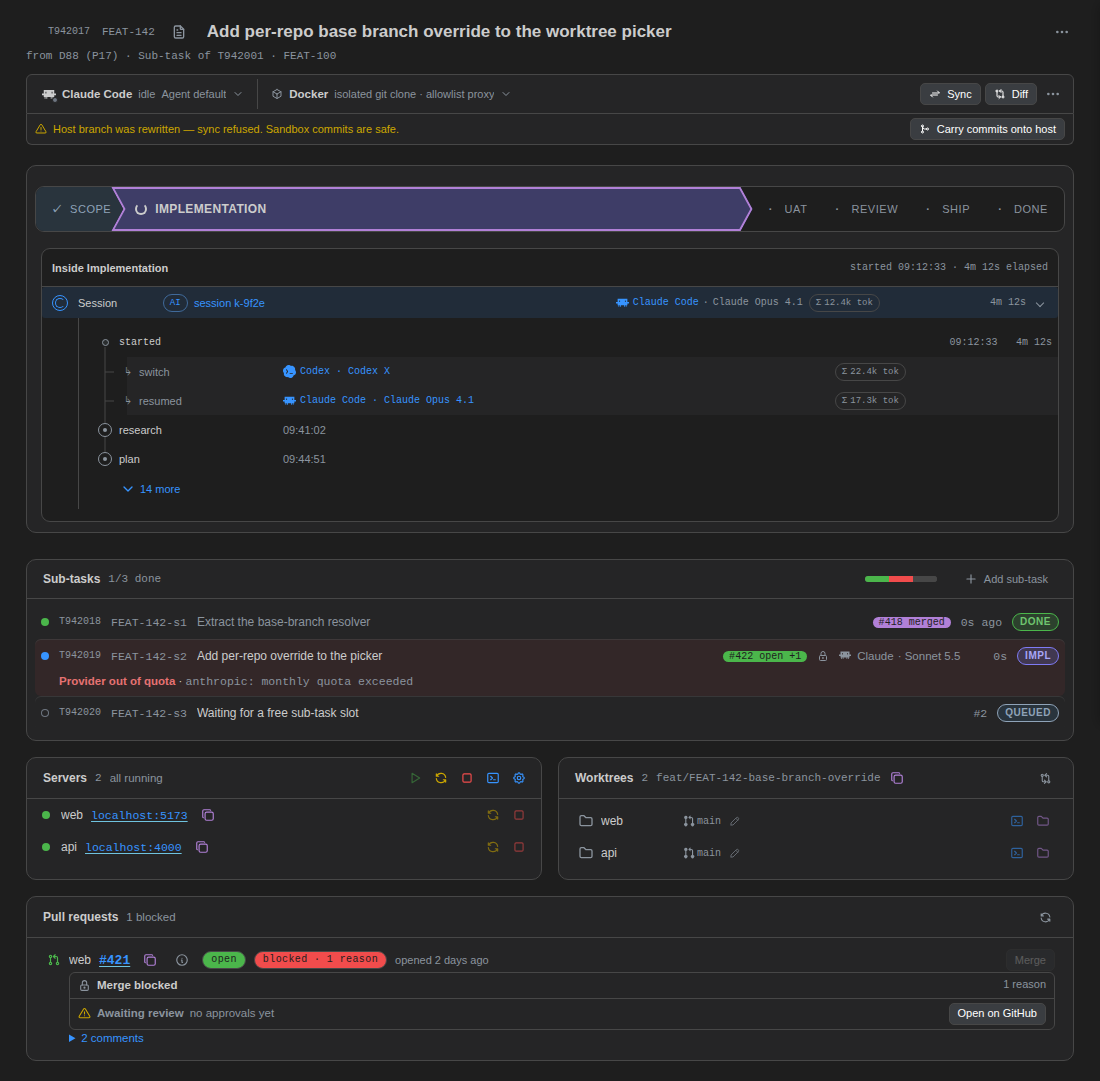 T942017 FEAT-142 Add per-repo base branch override to the worktree picker
from D88 (P17) · Sub-task of T942001 · FEAT-100
Claude Code idle Agent default Docker isolated git clone · allowlist proxy Sync Diff
Host branch was rewritten — sync refused. Sandbox commits are safe. Carry commits onto host
SCOPE IMPLEMENTATION · UAT · REVIEW · SHIP · DONE
Inside Implementation started 09:12:33 · 4m 12s elapsed
Session AI session k-9f2e Claude Code · Claude Opus 4.1 Σ 12.4k tok 4m 12s
started 09:12:33 4m 12s
↳ switch Codex · Codex X Σ 22.4k tok
↳ resumed Claude Code · Claude Opus 4.1 Σ 17.3k tok
research 09:41:02
plan 09:44:51
14 more
Sub-tasks 1/3 done Add sub-task
T942018 FEAT-142-s1 Extract the base-branch resolver #418 merged 0s ago DONE
T942019 FEAT-142-s2 Add per-repo override to the picker #422 open +1 Claude · Sonnet 5.5 0s IMPL
Provider out of quota · anthropic: monthly quota exceeded
T942020 FEAT-142-s3 Waiting for a free sub-task slot #2 QUEUED
Servers 2 all running
web localhost:5173
api localhost:4000
Worktrees 2 feat/FEAT-142-base-branch-override
web main
api main
Pull requests 1 blocked
web #421 open blocked · 1 reason opened 2 days ago Merge
Merge blocked 1 reason
Awaiting review no approvals yet Open on GitHub
2 comments